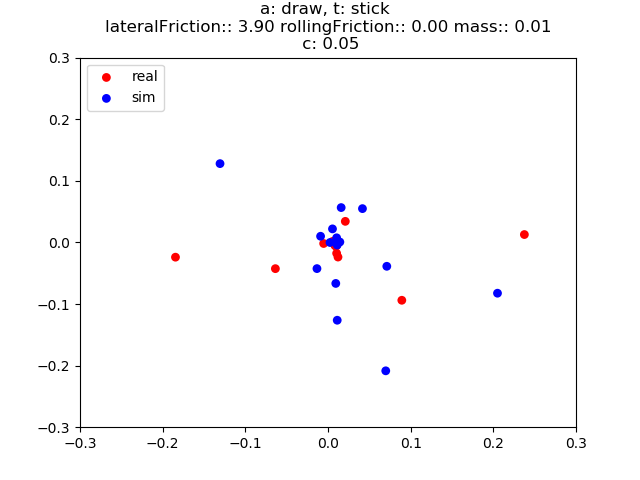 a: draw, t: stick
lateralFriction:: 3.90 rollingFriction:: 0.00 mass:: 0.01
c: 0.05
real
sim
0.3
0.2
0.1
0.0
−0.1
−0.2
−0.3
−0.3
−0.2
−0.1
0.0
0.1
0.2
0.3